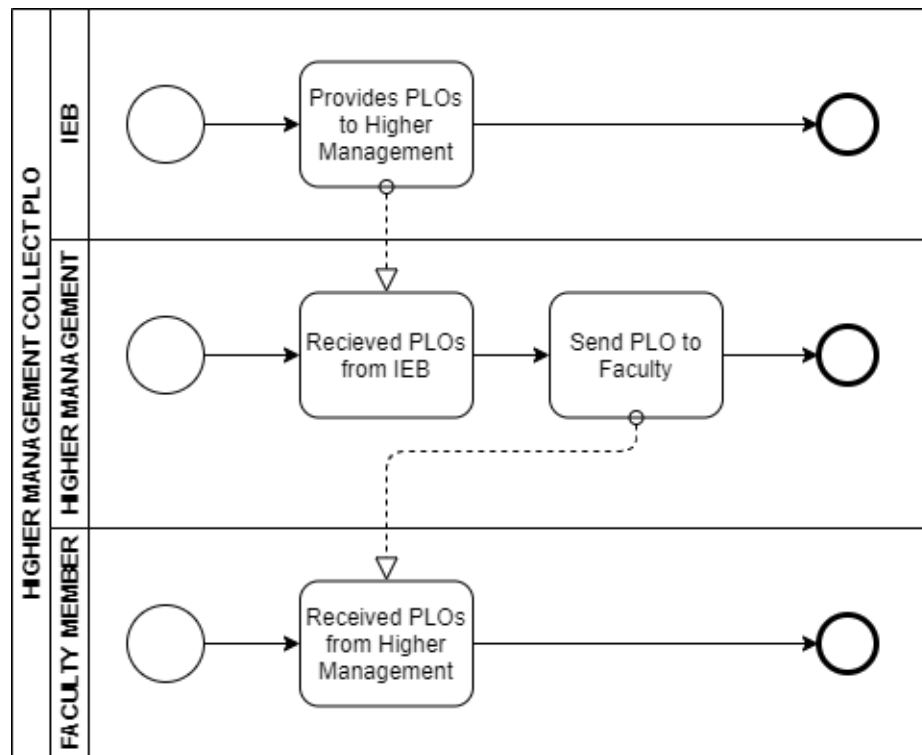 HIGHER MANAGEMENT COLLECT PLO
IEB
Provides PLOs
to Higher
Management
HIGHER MANAGEMENT
Recieved PLOs
from IEB
Send PLO to
Faculty
FACULTY MEMBER
Received PLOs
from Higher
Management